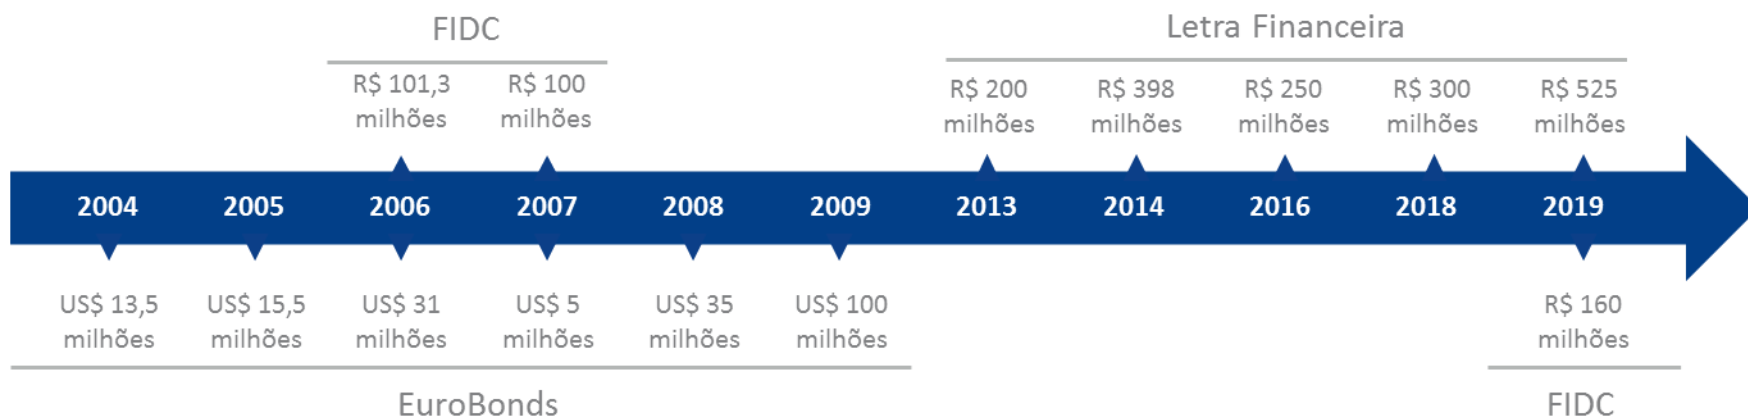 FIDC
Letra Financeira
R$ 101,3
milhões
R$ 100
milhões
R$ 200
milhões
R$ 398
milhões
R$ 250
milhões
R$ 300
milhões
R$ 525
milhões
2004 2005 2006 2007 2008 2009 2013 2014 2016 2018 2019
US$ 13,5
milhões
US$ 15,5
milhões
US$ 31
milhões
US$ 5
milhões
US$ 35
milhões
US$ 100
milhões
R$ 160
milhões
EuroBonds
FIDC